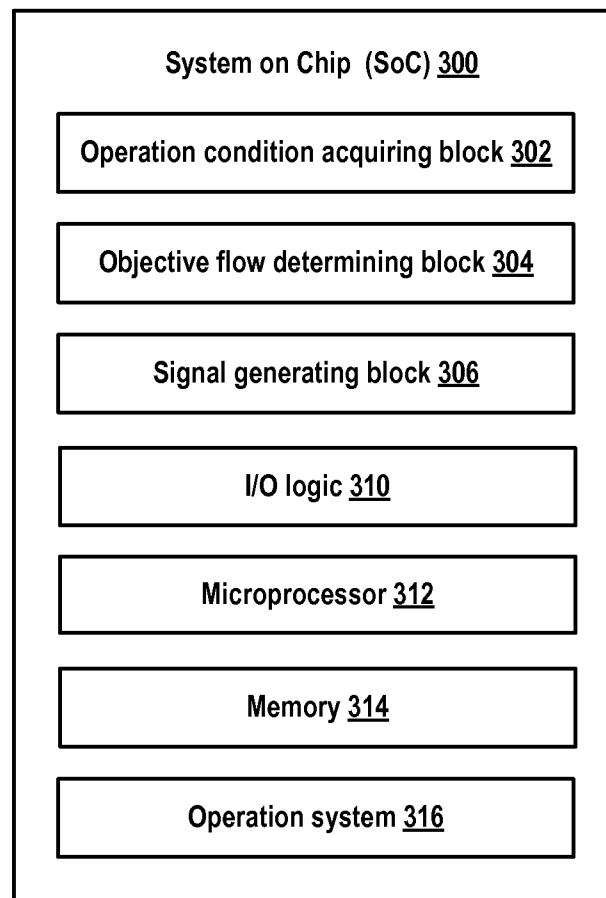 System on Chip (SoC) 300
Operation condition acquiring block 302
Objective flow determining block 304
Signal generating block 306
I/O logic 310
Microprocessor 312
Memory 314
Operation system 316